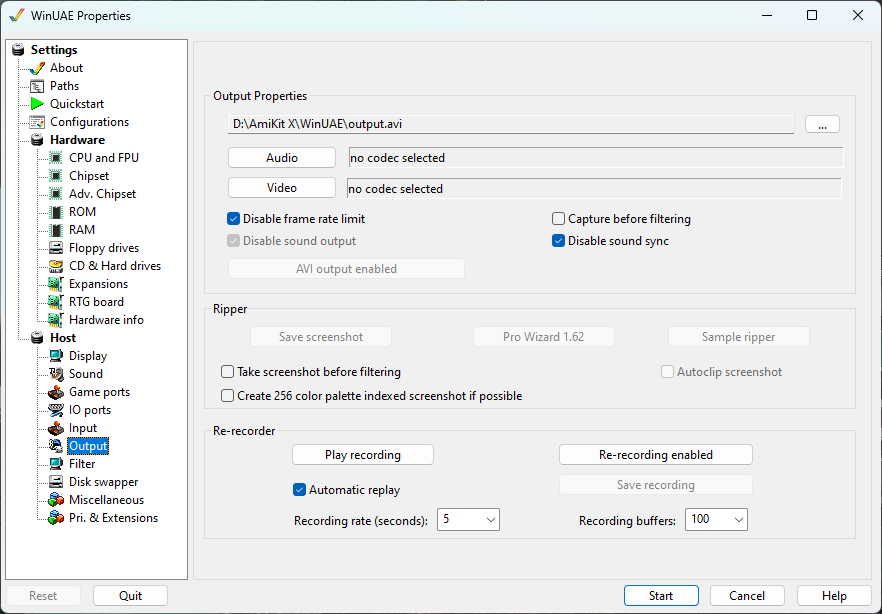 WinUAE Properties
Settings
About
Paths
Quickstart
Configurations
Hardware
CPU and FPU
Chipset
Adv. Chipset
ROM
RAM
Floppy drives
CD & Hard drives
Expansions
RTG board
Hardware info
Host
Display
Sound
Game ports
IO ports
Input
Output
Filter
Disk swapper
Miscellaneous
Pri. & Extensions
Output Properties
D:\AmiKit X\WinUAE\output.avi
...
Audio no codec selected
Video no codec selected
Disable frame rate limit Capture before filtering
Disable sound output Disable sound sync
AVI output enabled
Ripper
Save screenshot Pro Wizard 1.62 Sample ripper
Take screenshot before filtering Autoclip screenshot
Create 256 color palette indexed screenshot if possible
Re-recorder
Play recording Re-recording enabled
Automatic replay Save recording
Recording rate (seconds): 5 Recording buffers: 100
Reset Quit Start Cancel Help